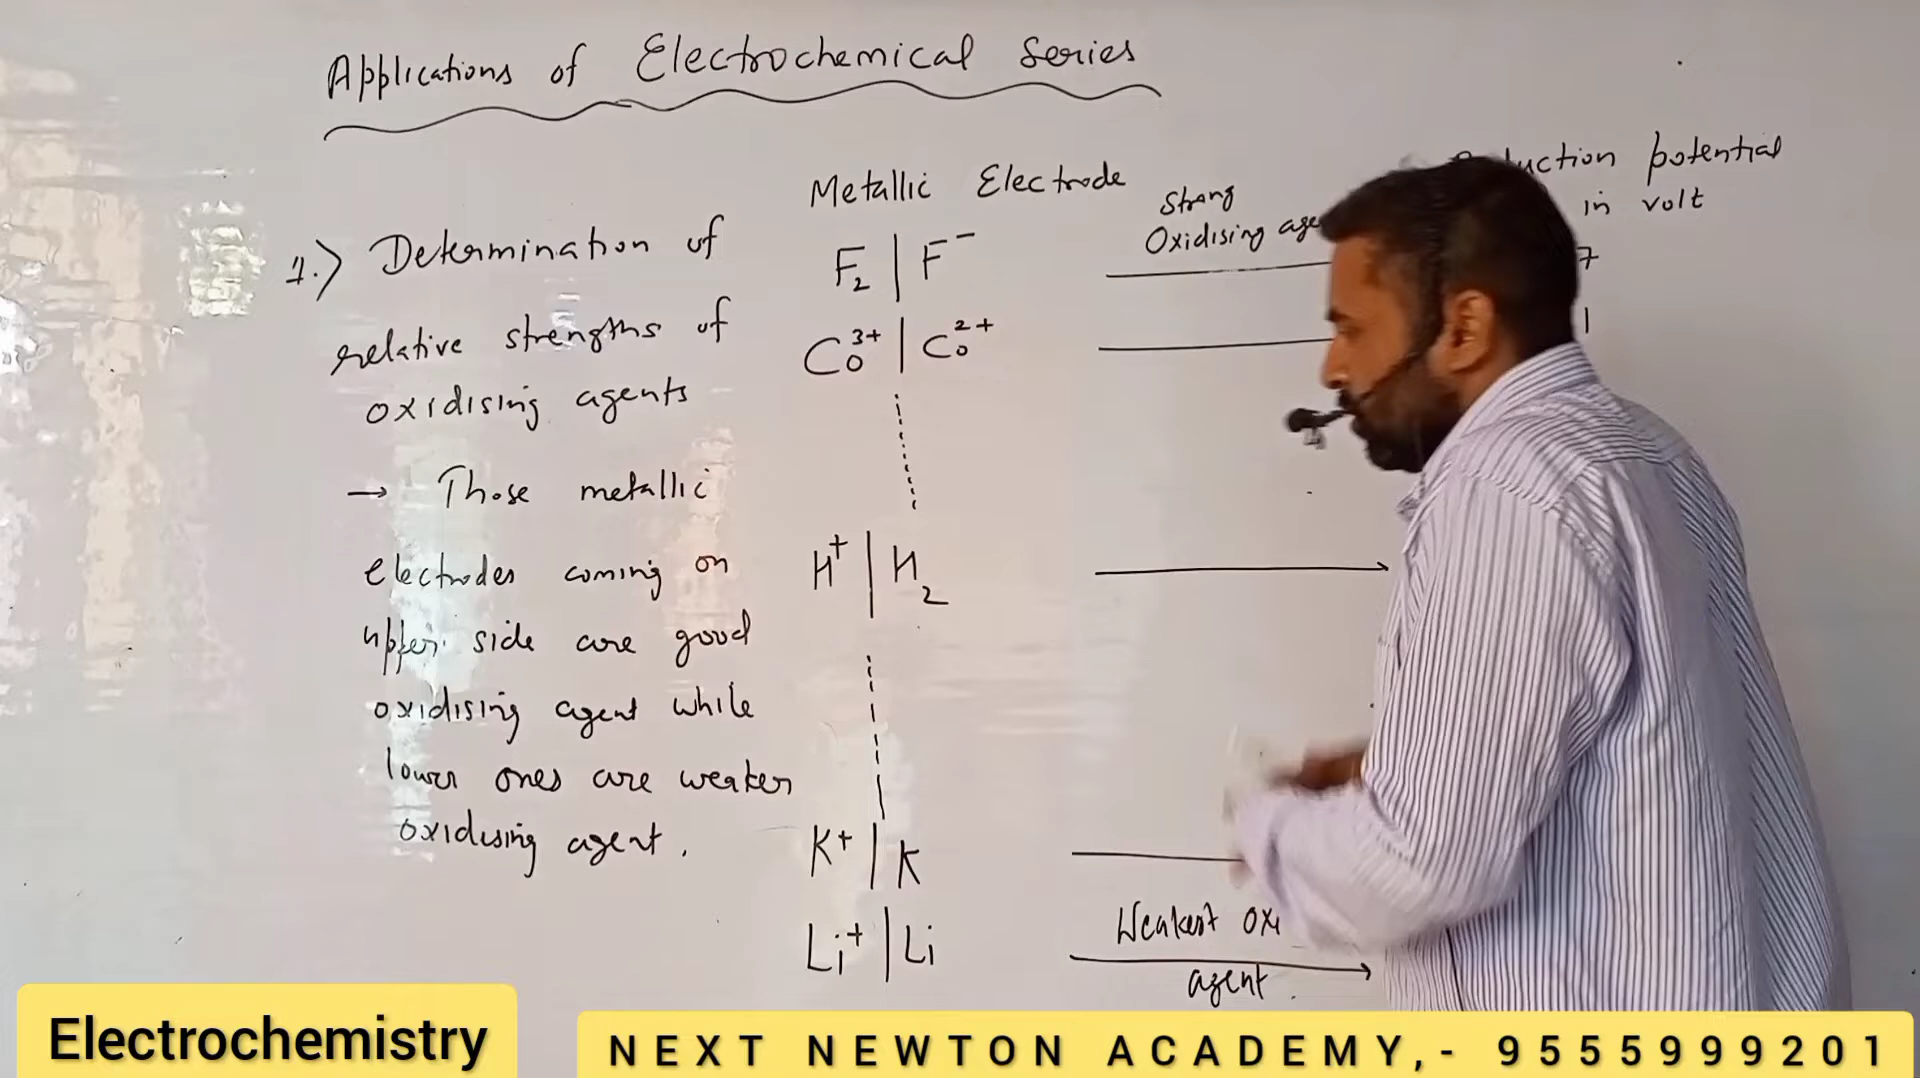 Applications of Electrochemical Series
Metallic Electrode
potential
in volt
Strong
Oxidising
1.) Determination of
relative strengths of
oxidising agents
→ Those metallic
electrodes coming on
upper side are good
oxidising agent while
lower ones are weaker
oxidising agent.
F₂ | F⁻
Co³⁺ | Co²⁺
H⁺ | H₂
K⁺ | K
Li⁺ | Li
7
1
Weakest oxi
agent.
Electrochemistry
NEXT NEWTON ACADEMY,- 9555999201